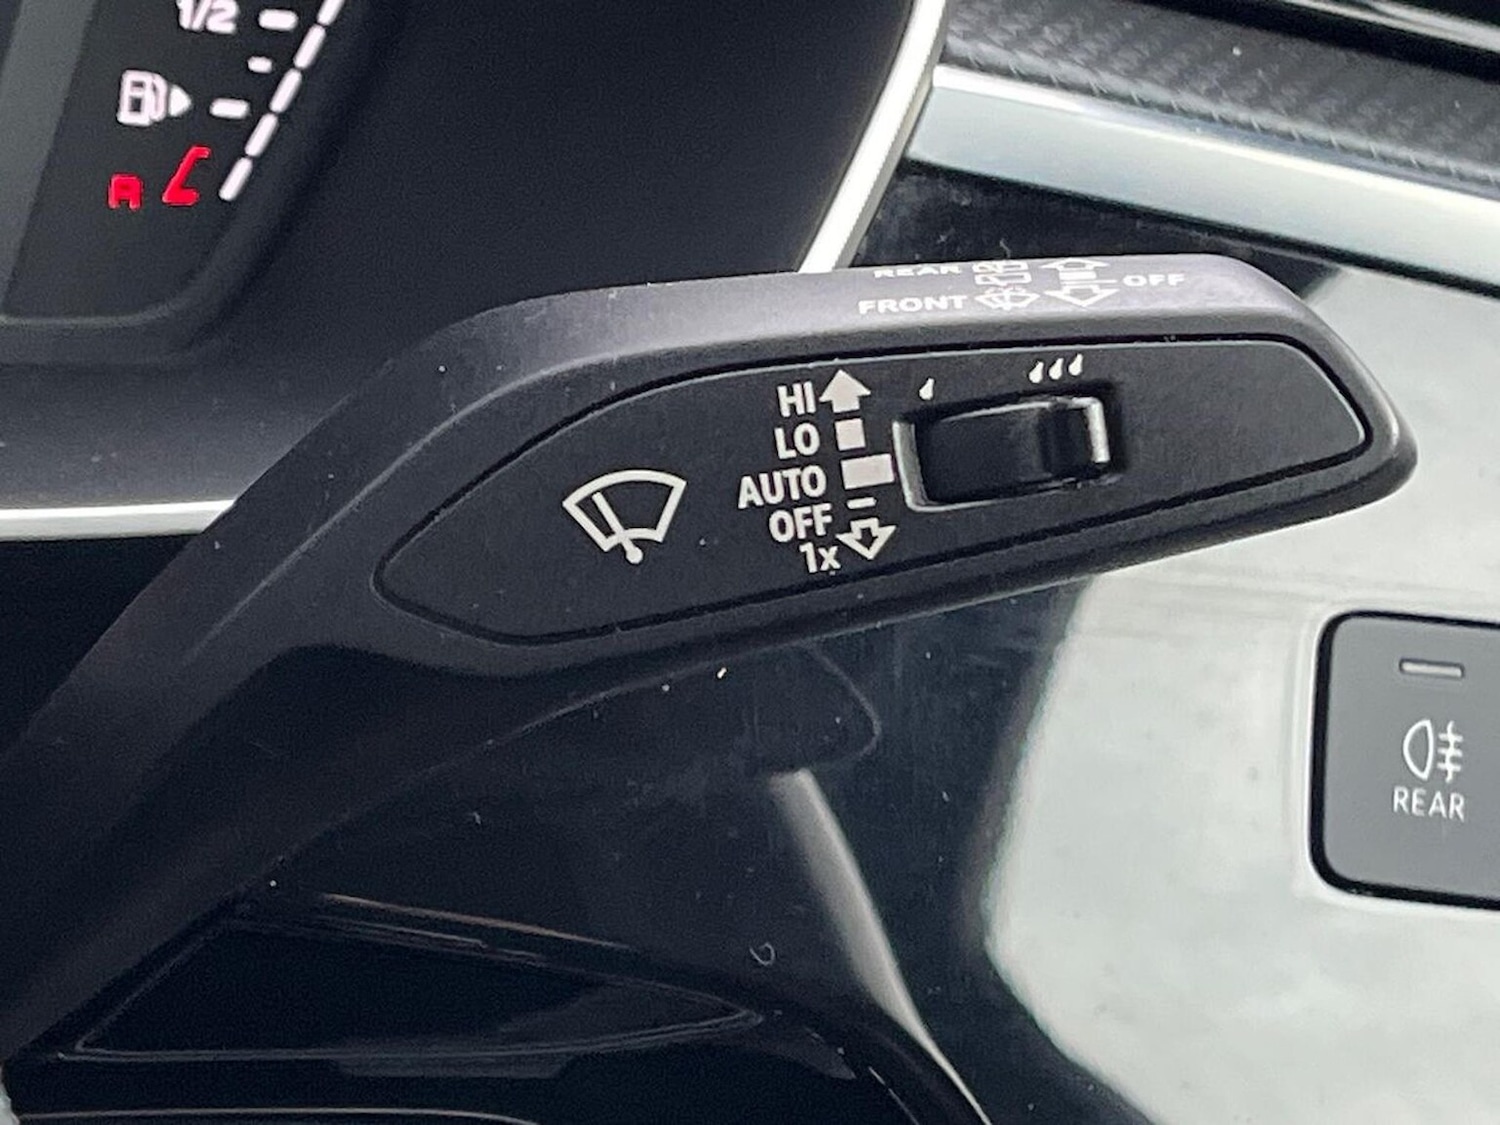 1/2
REAR
FRONT OFF
HI
LO
AUTO
OFF
1x
REAR